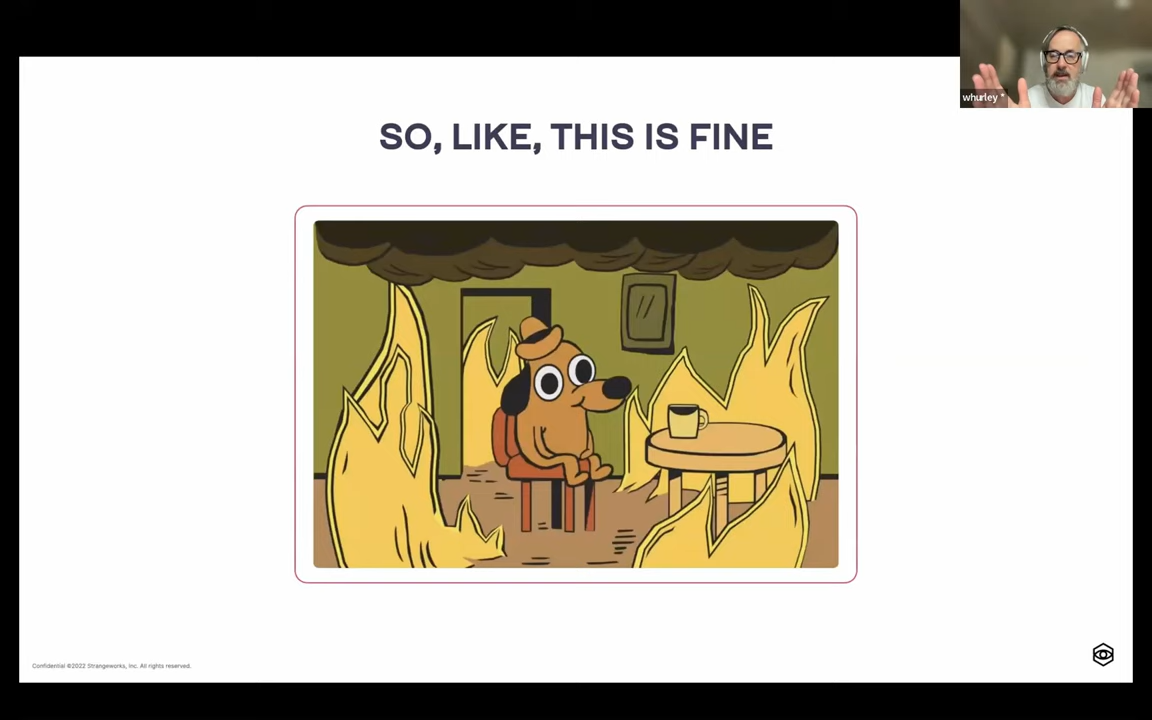 whurley *
SO, LIKE, THIS IS FINE
Confidential ©2022 Strangeworks, Inc. All rights reserved.